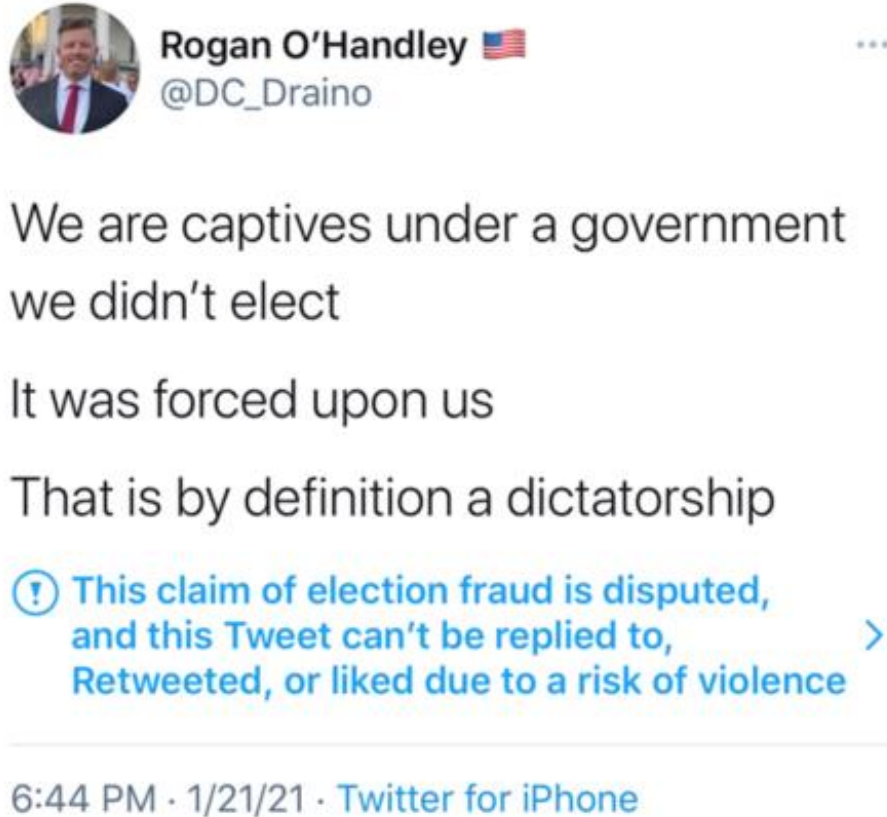 Rogan O'Handley 🇺🇸
@DC_Draino
We are captives under a government
we didn't elect
It was forced upon us
That is by definition a dictatorship
This claim of election fraud is disputed,
and this Tweet can't be replied to,
Retweeted, or liked due to a risk of violence
6:44 PM · 1/21/21 · Twitter for iPhone